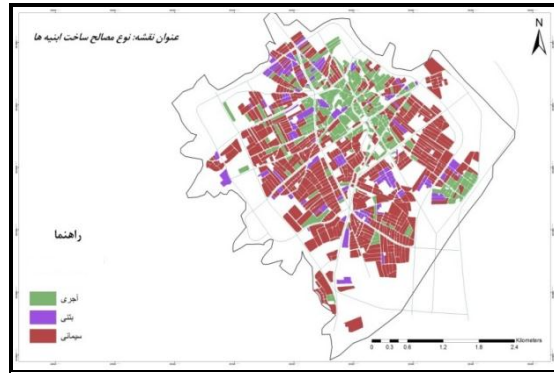 عنوان نقشه: نوع مصالح ساخت ابنیه ها
N
راهنما
آجری
بتنی
سیمانی
Kilometers
0 0.3 0.6 1.2 1.8 2.4